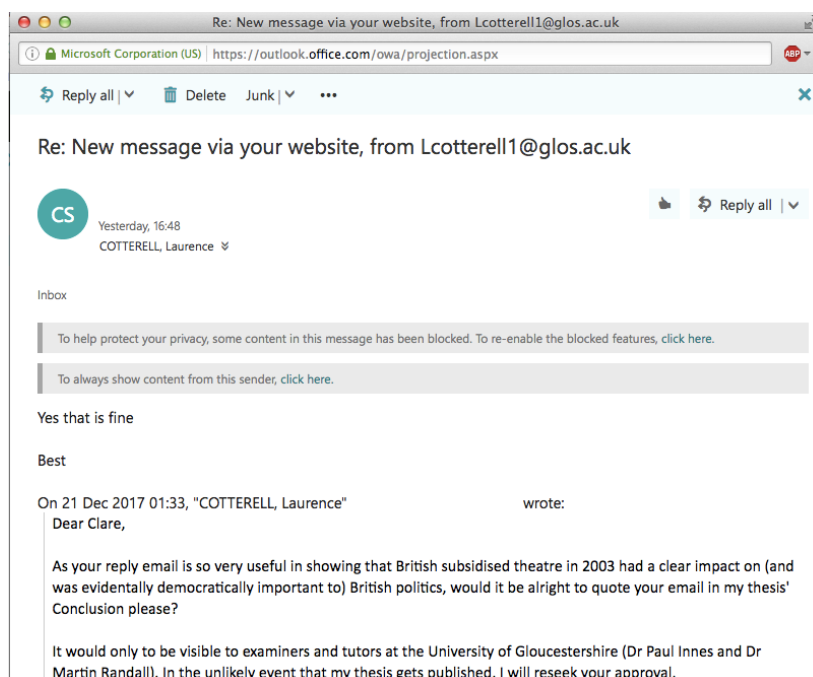 Re: New message via your website, from Lcotterell1@glos.ac.uk
Microsoft Corporation (US) https://outlook.office.com/owa/projection.aspx
ABP
Reply all | Delete Junk | •••
Re: New message via your website, from Lcotterell1@glos.ac.uk
CS
Reply all |
Yesterday, 16:48
COTTERELL, Laurence
Inbox
To help protect your privacy, some content in this message has been blocked. To re-enable the blocked features, click here.
To always show content from this sender, click here.
Yes that is fine
Best
On 21 Dec 2017 01:33, "COTTERELL, Laurence" wrote:
Dear Clare,
As your reply email is so very useful in showing that British subsidised theatre in 2003 had a clear impact on (and
was evidentally democratically important to) British politics, would it be alright to quote your email in my thesis'
Conclusion please?
It would only to be visible to examiners and tutors at the University of Gloucestershire (Dr Paul Innes and Dr
Martin Randall). In the unlikely event that my thesis gets published, I will reseek your approval.